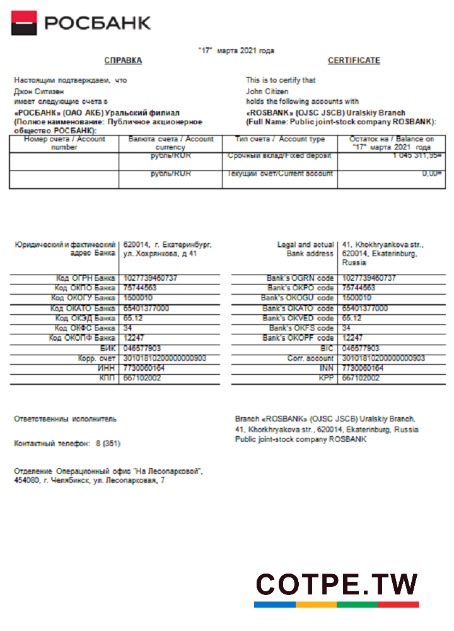 РОСБАНК
"17" марта 2021 года
СПРАВКА
CERTIFICATE
Настоящим подтверждаем, что
Джон Ситизен
имеет следующие счета в
«РОСБАНК» (ОАО АКБ) Уральский филиал
(Полное наименование: Публичное акционерное
общество РОСБАНК):
This is to certify that
John Citizen
holds the following accounts with
«ROSBANK» (OJSC JSCB) Uralskiy Branch
(Full Name: Public joint-stock company ROSBANK):
Номер счета / Account number
Валюта счета / Account currency
Тип счета / Account type
Остаток на / Balance on "17" марта 2021 года
рубль/RUR
Срочный вклад/Fixed deposit
1 045 311,95=
рубль/RUR
Текущий счет/Current account
0,00=
Юридический и фактический адрес Банка
620014, г. Екатеринбург,
ул. Хохрякова, д 41
Код ОГРН Банка 1027739460737
Код ОКПО Банка 75744563
Код ОКОГУ Банка 1500010
Код ОКАТО Банка 65401377000
Код ОКЭД Банка 65.12
Код ОКФС Банка 34
Код ОКОПФ Банка 12247
БИК 046577903
Корр. счет 30101810200000000903
ИНН 7730060164
КПП 667102002
Legal and actual Bank address
41, Khokhryakova str.,
620014, Ekaterinburg,
Russia
Bank's OGRN code 1027739460737
Bank's OKPO code 75744563
Bank's OKOGU code 1500010
Bank's OKATO code 65401377000
Bank's OKVED code 65.12
Bank's OKFS code 34
Bank's OKOPF code 12247
BIC 046577903
Corr. account 30101810200000000903
INN 7730060164
KPP 667102002
Ответственны исполнитель
Контактный телефон: 8 (351)
Отделение Операционный офис "На Лесопарковой",
454080, г. Челябинск, ул. Лесопарковая, 7
Branch «ROSBANK» (OJSC JSCB) Uralskiy Branch,
41, Khorkhryakova str., 620014, Ekaterinburg, Russia
Public joint-stock company ROSBANK
COTPE.TW